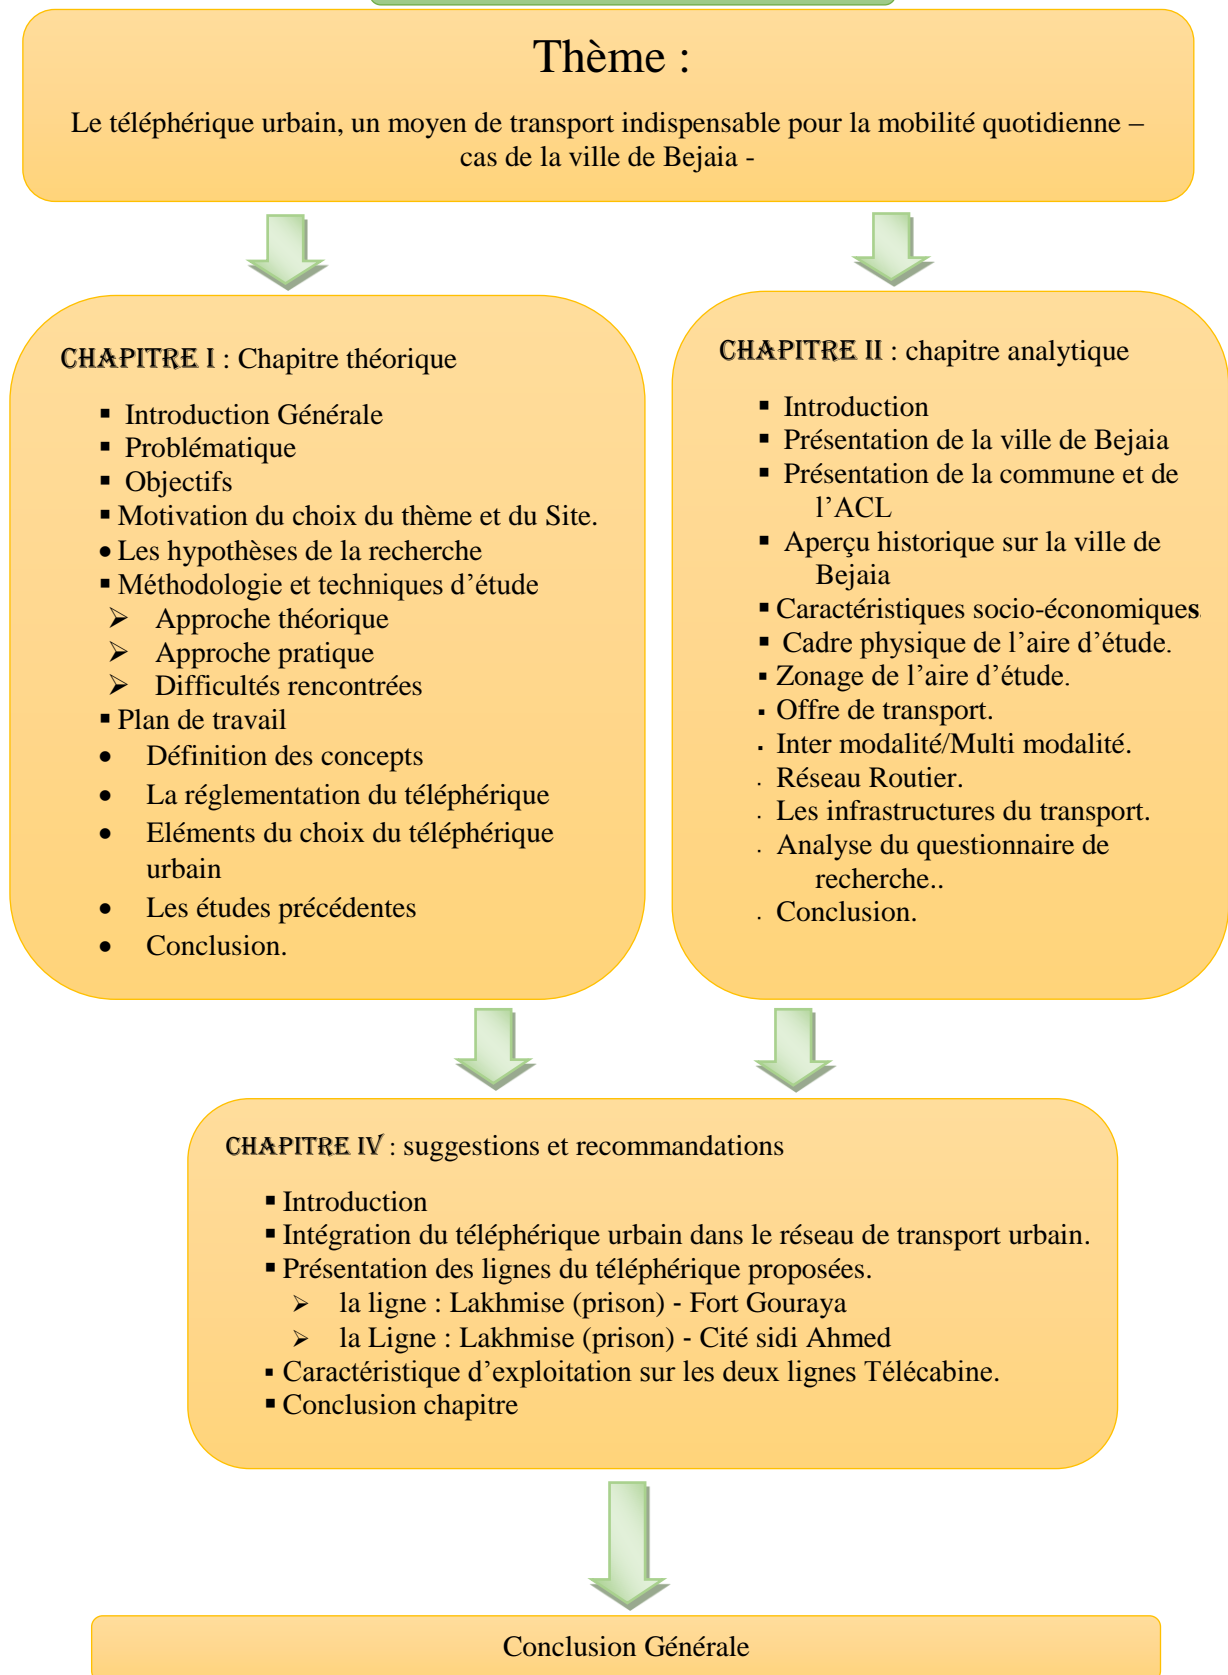 Thème :
Le téléphérique urbain, un moyen de transport indispensable pour la mobilité quotidienne –
cas de la ville de Bejaia -
CHAPITRE I : Chapitre théorique
▪ Introduction Générale
▪ Problématique
▪ Objectifs
▪ Motivation du choix du thème et du Site.
• Les hypothèses de la recherche
▪ Méthodologie et techniques d’étude
➢ Approche théorique
➢ Approche pratique
➢ Difficultés rencontrées
▪ Plan de travail
• Définition des concepts
• La réglementation du téléphérique
• Eléments du choix du téléphérique
urbain
• Les études précédentes
• Conclusion.
CHAPITRE II : chapitre analytique
▪ Introduction
▪ Présentation de la ville de Bejaia
▪ Présentation de la commune et de
l’ACL
▪ Aperçu historique sur la ville de
Bejaia
▪ Caractéristiques socio-économiques.
▪ Cadre physique de l’aire d’étude.
▪ Zonage de l’aire d’étude.
▪ Offre de transport.
▪ Inter modalité/Multi modalité.
▪ Réseau Routier.
▪ Les infrastructures du transport.
▪ Analyse du questionnaire de
recherche..
▪ Conclusion.
CHAPITRE IV : suggestions et recommandations
▪ Introduction
▪ Intégration du téléphérique urbain dans le réseau de transport urbain.
▪ Présentation des lignes du téléphérique proposées.
➢ la ligne : Lakhmise (prison) - Fort Gouraya
➢ la Ligne : Lakhmise (prison) - Cité sidi Ahmed
▪ Caractéristique d’exploitation sur les deux lignes Télécabine.
▪ Conclusion chapitre
Conclusion Générale